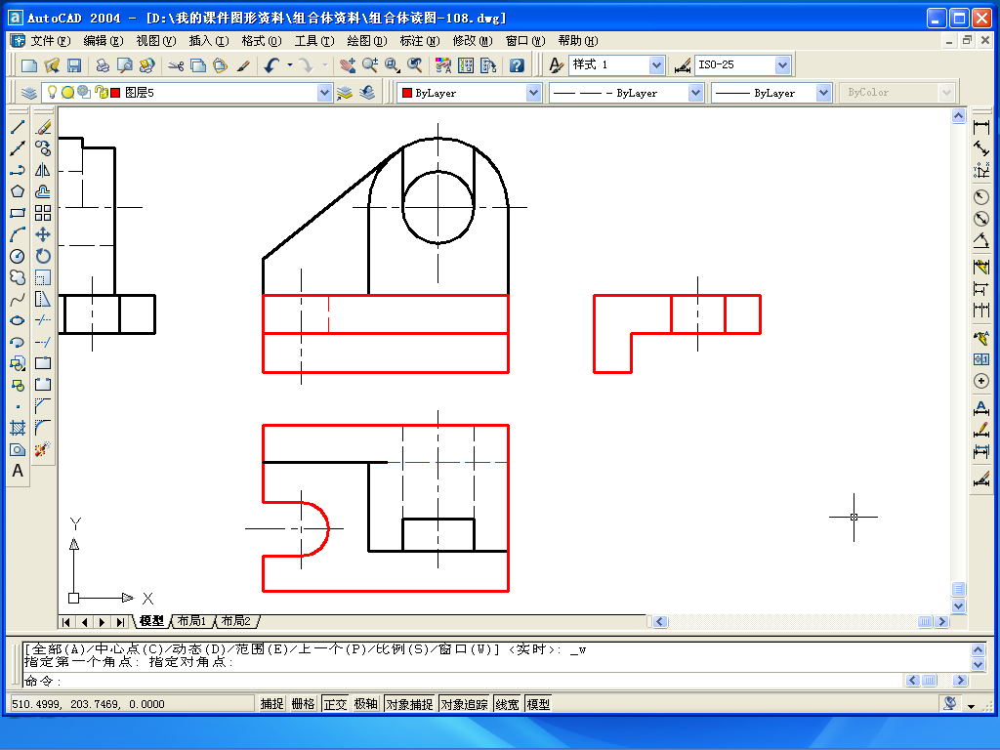 AutoCAD 2004 - [D:\我的课件图形资料\组合体资料\组合体读图-108.dwg]
文件(F) 编辑(E) 视图(V) 插入(I) 格式(O) 工具(T) 绘图(D) 标注(N) 修改(M) 窗口(W) 帮助(H)
样式 1 ISO-25
图层5 ByLayer ByLayer ByLayer ByColor
A
Y
X
模型 布局1 布局2
[全部(A)/中心点(C)/动态(D)/范围(E)/上一个(P)/比例(S)/窗口(W)] <实时>: _w
指定第一个角点: 指定对角点:
命令:
510.4999, 203.7469, 0.0000 捕捉 栅格 正交 极轴 对象捕捉 对象追踪 线宽 模型